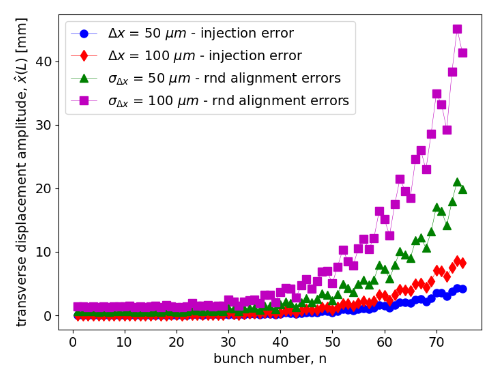 Δx = 50 μm - injection error
Δx = 100 μm - injection error
σΔx = 50 μm - rnd alignment errors
σΔx = 100 μm - rnd alignment errors
transverse displacement amplitude, x̂(L) [mm]
40
30
20
10
0
0 10 20 30 40 50 60 70
bunch number, n